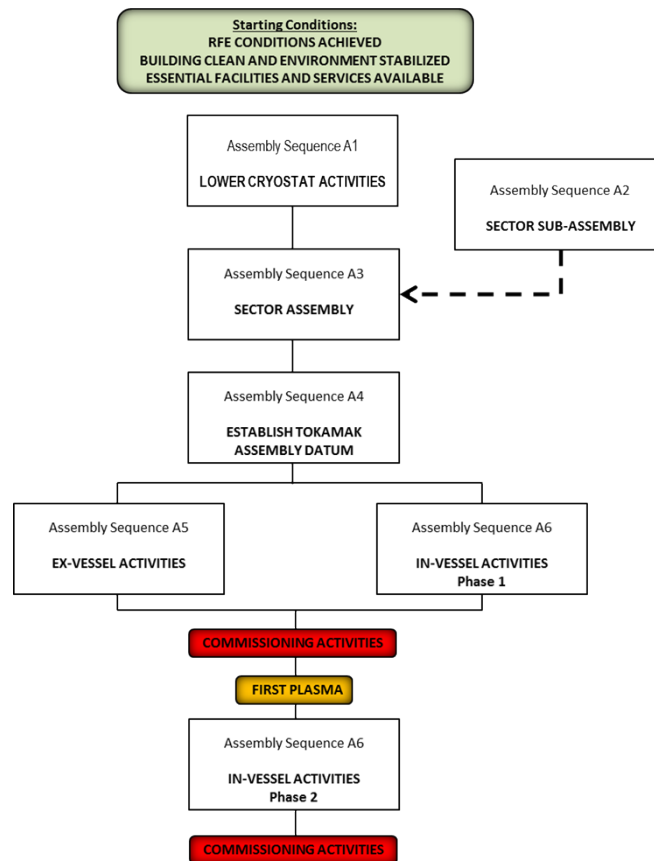 Starting Conditions:
RFE CONDITIONS ACHIEVED
BUILDING CLEAN AND ENVIRONMENT STABILIZED
ESSENTIAL FACILITIES AND SERVICES AVAILABLE
Assembly Sequence A1
LOWER CRYOSTAT ACTIVITIES
Assembly Sequence A2
SECTOR SUB-ASSEMBLY
Assembly Sequence A3
SECTOR ASSEMBLY
Assembly Sequence A4
ESTABLISH TOKAMAK
ASSEMBLY DATUM
Assembly Sequence A5
EX-VESSEL ACTIVITIES
Assembly Sequence A6
IN-VESSEL ACTIVITIES
Phase 1
COMMISSIONING ACTIVITIES
FIRST PLASMA
Assembly Sequence A6
IN-VESSEL ACTIVITIES
Phase 2
COMMISSIONING ACTIVITIES